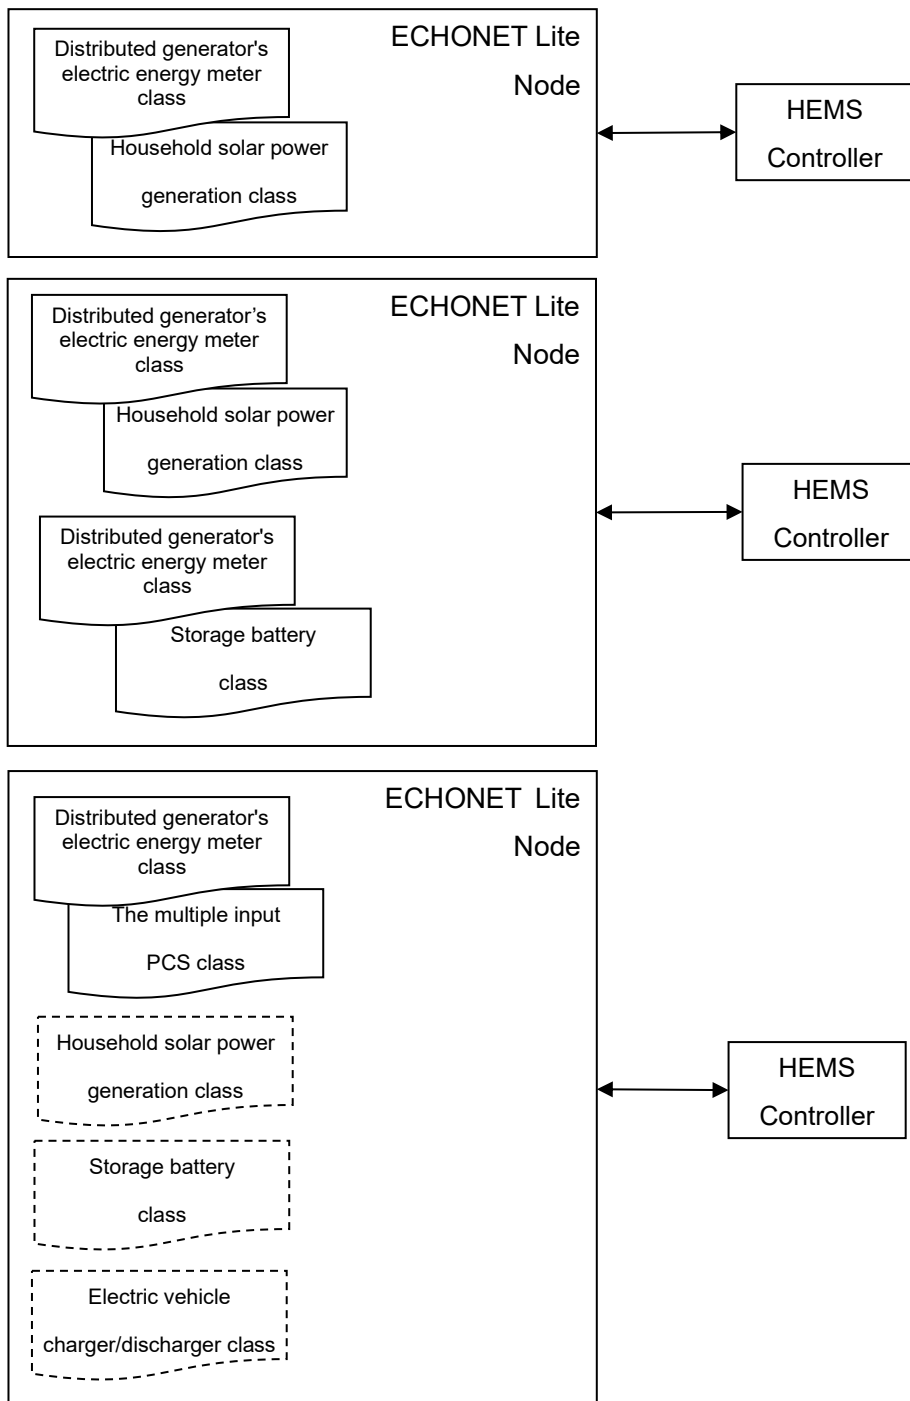 Distributed generator's
electric energy meter
class
Household solar power
generation class
ECHONET Lite
Node
HEMS
Controller
Distributed generator’s
electric energy meter
class
Household solar power
generation class
Distributed generator's
electric energy meter
class
Storage battery
class
ECHONET Lite
Node
HEMS
Controller
Distributed generator's
electric energy meter
class
The multiple input
PCS class
Household solar power
generation class
Storage battery
class
Electric vehicle
charger/discharger class
ECHONET  Lite
Node
HEMS
Controller